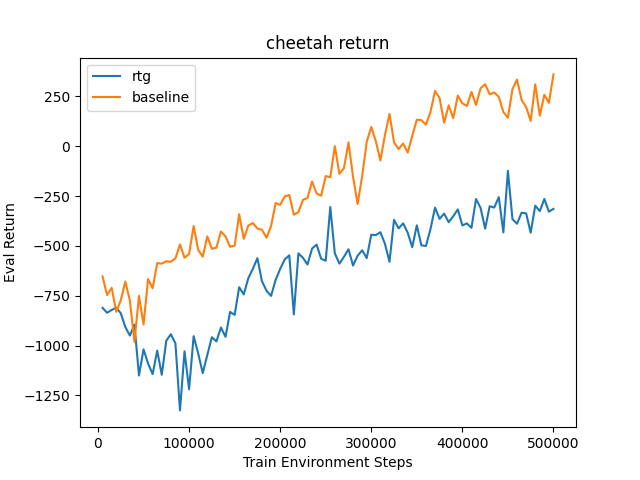 cheetah return
rtg
baseline
Eval Return
250
0
−250
−500
−750
−1000
−1250
0 100000 200000 300000 400000 500000
Train Environment Steps